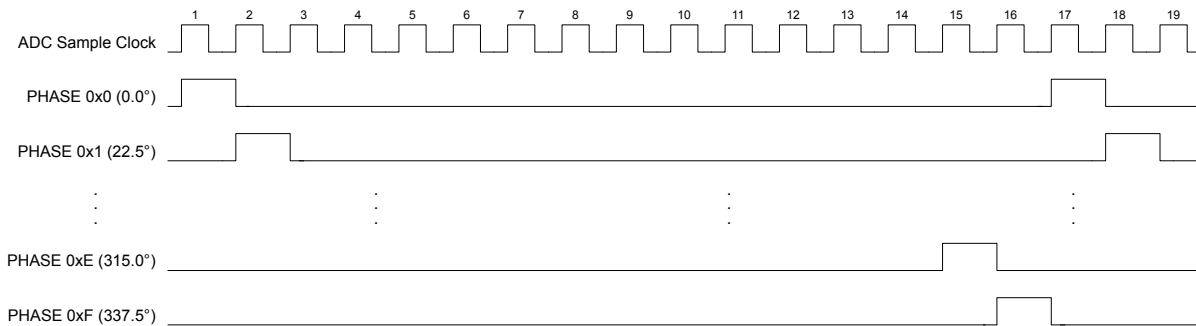 1 2 3 4 5 6 7 8 9 10 11 12 13 14 15 16 17 18 19
ADC Sample Clock
PHASE 0x0 (0.0°)
PHASE 0x1 (22.5°)
PHASE 0xE (315.0°)
PHASE 0xF (337.5°)